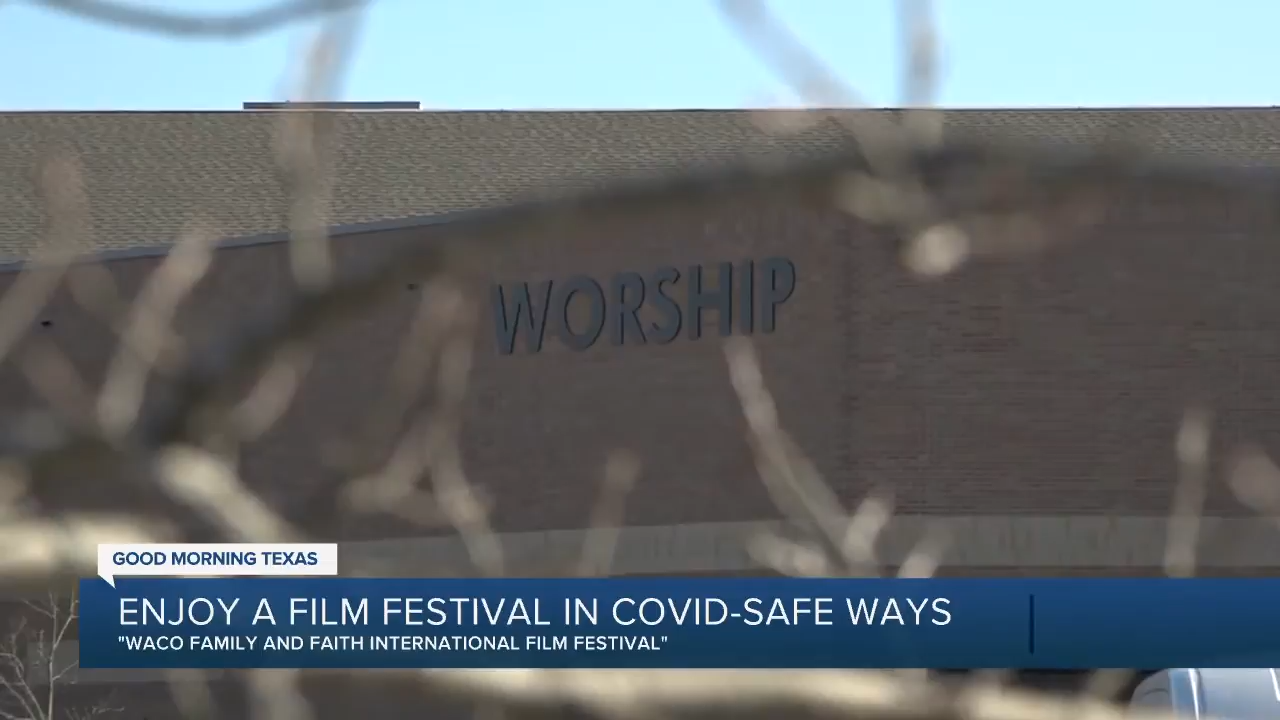 WORSHIP
GOOD MORNING TEXAS
ENJOY A FILM FESTIVAL IN COVID-SAFE WAYS
"WACO FAMILY AND FAITH INTERNATIONAL FILM FESTIVAL"